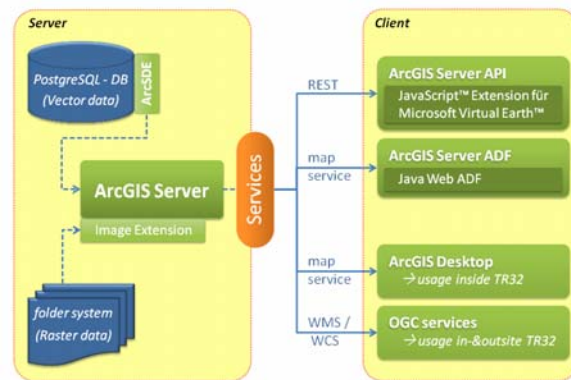 Server
PostgreSQL - DB
(Vector data)
ArcSDE
ArcGIS Server
Image Extension
folder system
(Raster data)
Services
REST
map
service
map
service
WMS /
WCS
Client
ArcGIS Server API
JavaScript™ Extension für
Microsoft Virtual Earth™
ArcGIS Server ADF
Java Web ADF
ArcGIS Desktop
→ usage inside TR32
OGC services
→ usage in-&outsite TR32